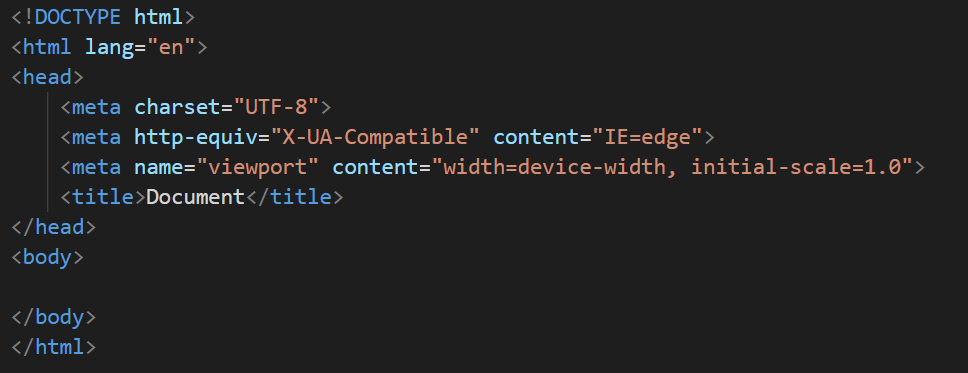 <!DOCTYPE html>
<html lang="en">
<head>
    <meta charset="UTF-8">
    <meta http-equiv="X-UA-Compatible" content="IE=edge">
    <meta name="viewport" content="width=device-width, initial-scale=1.0">
    <title>Document</title>
</head>
<body>

</body>
</html>